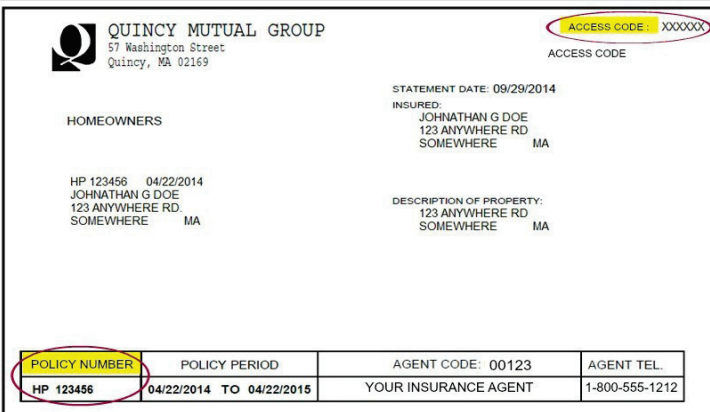 QUINCY MUTUAL GROUP
57 Washington Street
Quincy, MA 02169
ACCESS CODE : XXXXXX
ACCESS CODE
STATEMENT DATE: 09/29/2014
INSURED:
JOHNATHAN G DOE
123 ANYWHERE RD
SOMEWHERE MA
HOMEOWNERS
HP 123456 04/22/2014
JOHNATHAN G DOE
123 ANYWHERE RD.
SOMEWHERE MA
DESCRIPTION OF PROPERTY:
123 ANYWHERE RD
SOMEWHERE MA
POLICY NUMBER POLICY PERIOD AGENT CODE: 00123 AGENT TEL.
HP 123456 04/22/2014 TO 04/22/2015 YOUR INSURANCE AGENT 1-800-555-1212